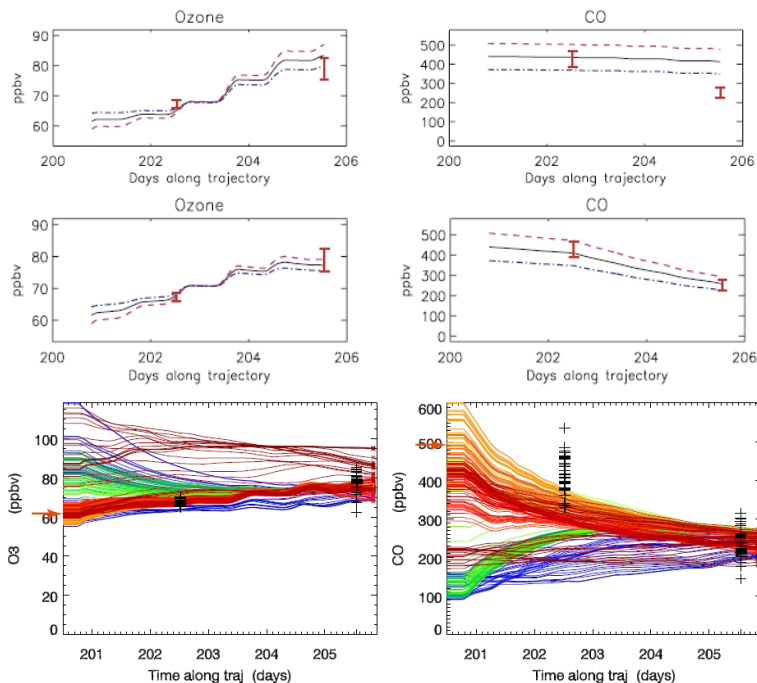 Ozone
90
80
70
60
ppbv
200 202 204 206
Days along trajectory
CO
500
400
300
200
100
0
ppbv
200 202 204 206
Days along trajectory
Ozone
90
80
70
60
ppbv
200 202 204 206
Days along trajectory
CO
500
400
300
200
100
0
ppbv
200 202 204 206
Days along trajectory
100
80
60
40
20
0
O3 (ppbv)
201 202 203 204 205
Time along traj (days)
600
500
400
300
200
100
0
CO (ppbv)
201 202 203 204 205
Time along traj (days)